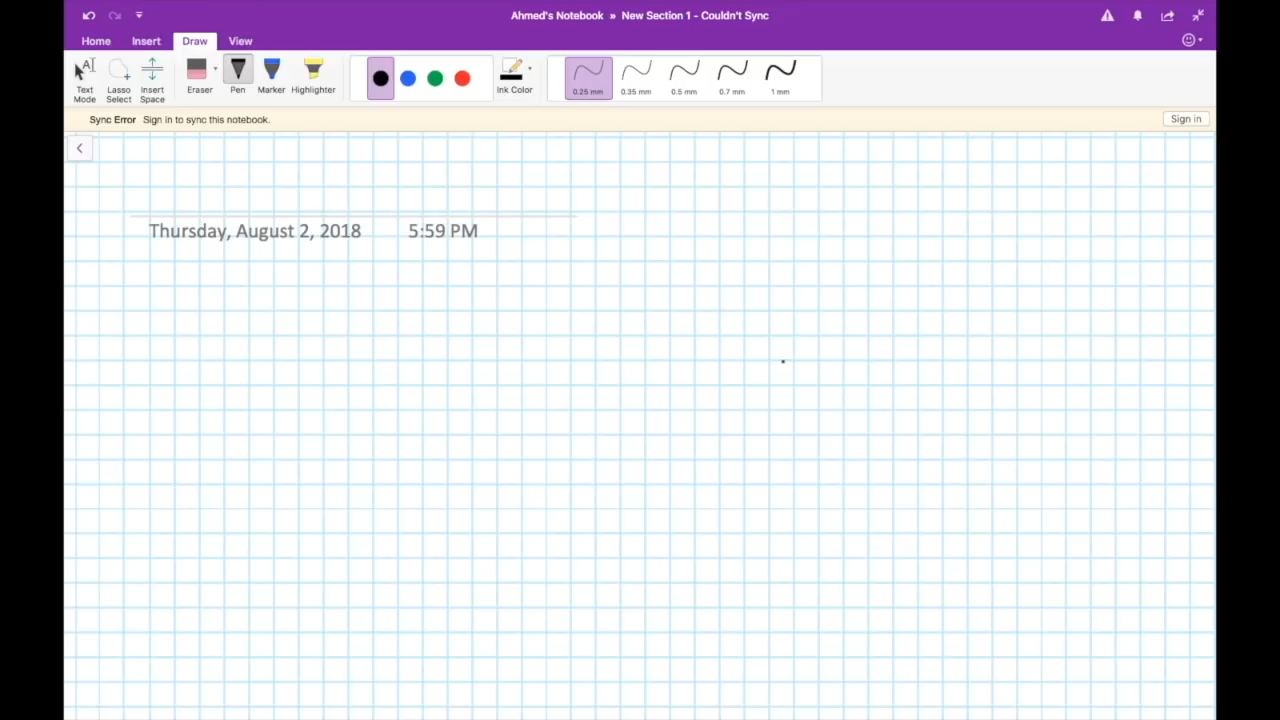 Ahmed's Notebook » New Section 1 - Couldn't Sync
Home Insert Draw View
Text Mode
Lasso Select
Insert Space
Eraser
Pen
Marker
Highlighter
Ink Color
0.25 mm
0.35 mm
0.5 mm
0.7 mm
1 mm
Sync Error Sign in to sync this notebook.
Sign in
Thursday, August 2, 2018 5:59 PM